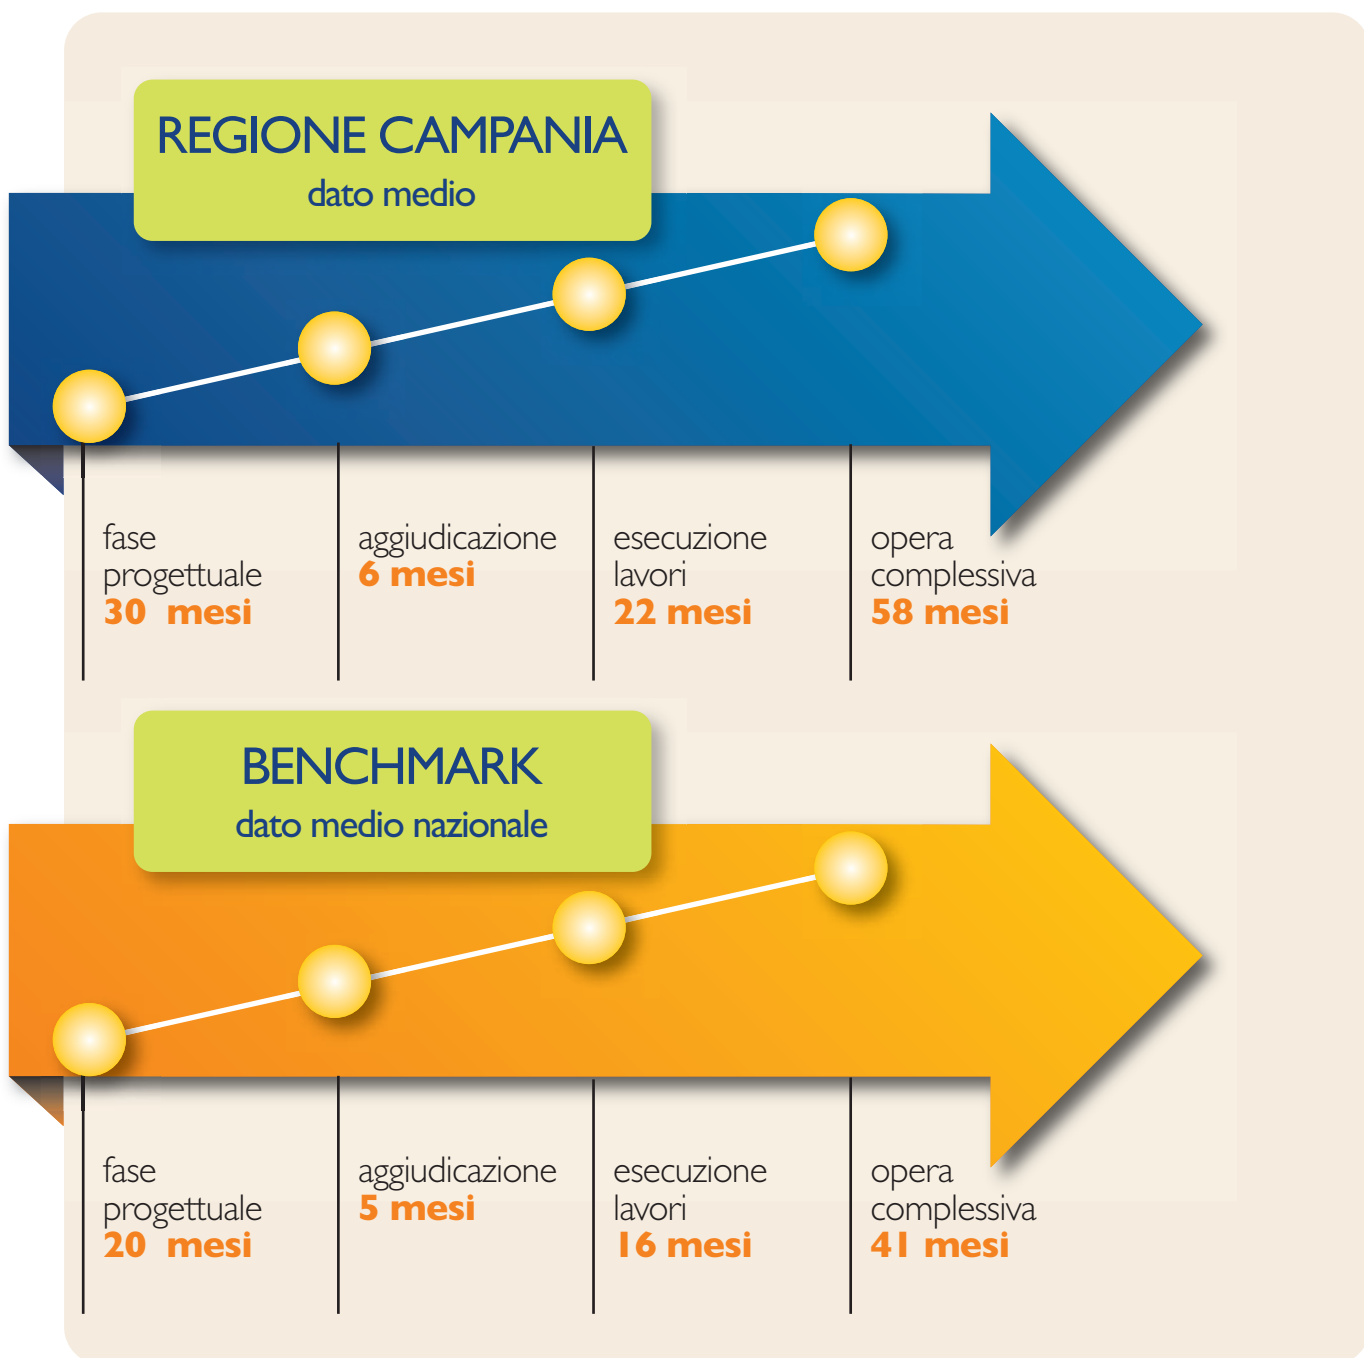 REGIONE CAMPANIA
dato medio
fase
progettuale
30 mesi
aggiudicazione
6 mesi
esecuzione
lavori
22 mesi
opera
complessiva
58 mesi
BENCHMARK
dato medio nazionale
fase
progettuale
20 mesi
aggiudicazione
5 mesi
esecuzione
lavori
16 mesi
opera
complessiva
41 mesi